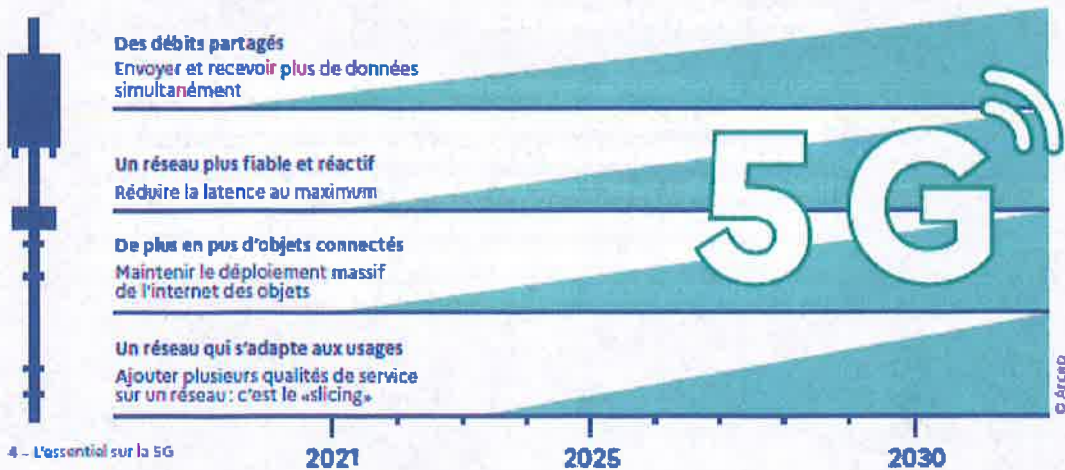 Des débits partagés
Envoyer et recevoir plus de données
simultanément
Un réseau plus fiable et réactif
Réduire la latence au maximum
De plus en pus d'objets connectés
Maintenir le déploiement massif
de l'internet des objets
Un réseau qui s'adapte aux usages
Ajouter plusieurs qualités de service
sur un réseau : c'est le «slicing»
5G
© Arcep
2021
2025
2030
4 - L'essentiel sur la 5G